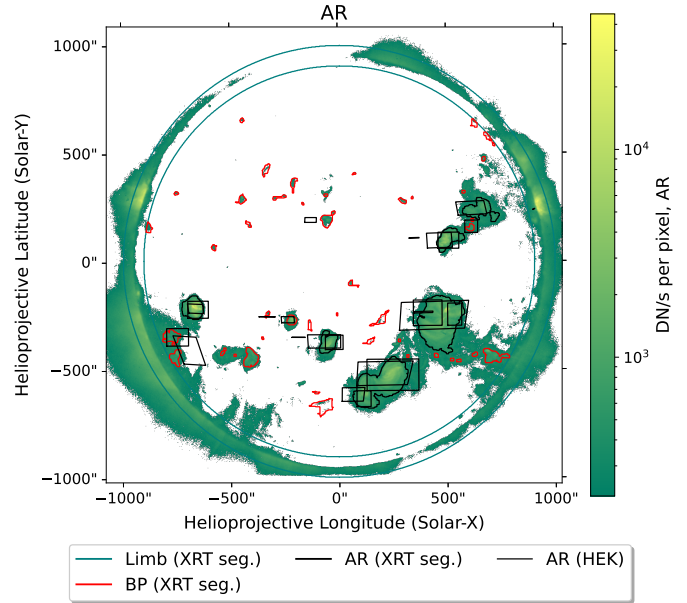 AR
1000"
500"
0"
−500"
−1000"
Helioprojective Latitude (Solar-Y)
−1000"
−500"
0"
500"
1000"
Helioprojective Longitude (Solar-X)
10⁴
10³
DN/s per pixel, AR
Limb (XRT seg.)
AR (XRT seg.)
AR (HEK)
BP (XRT seg.)